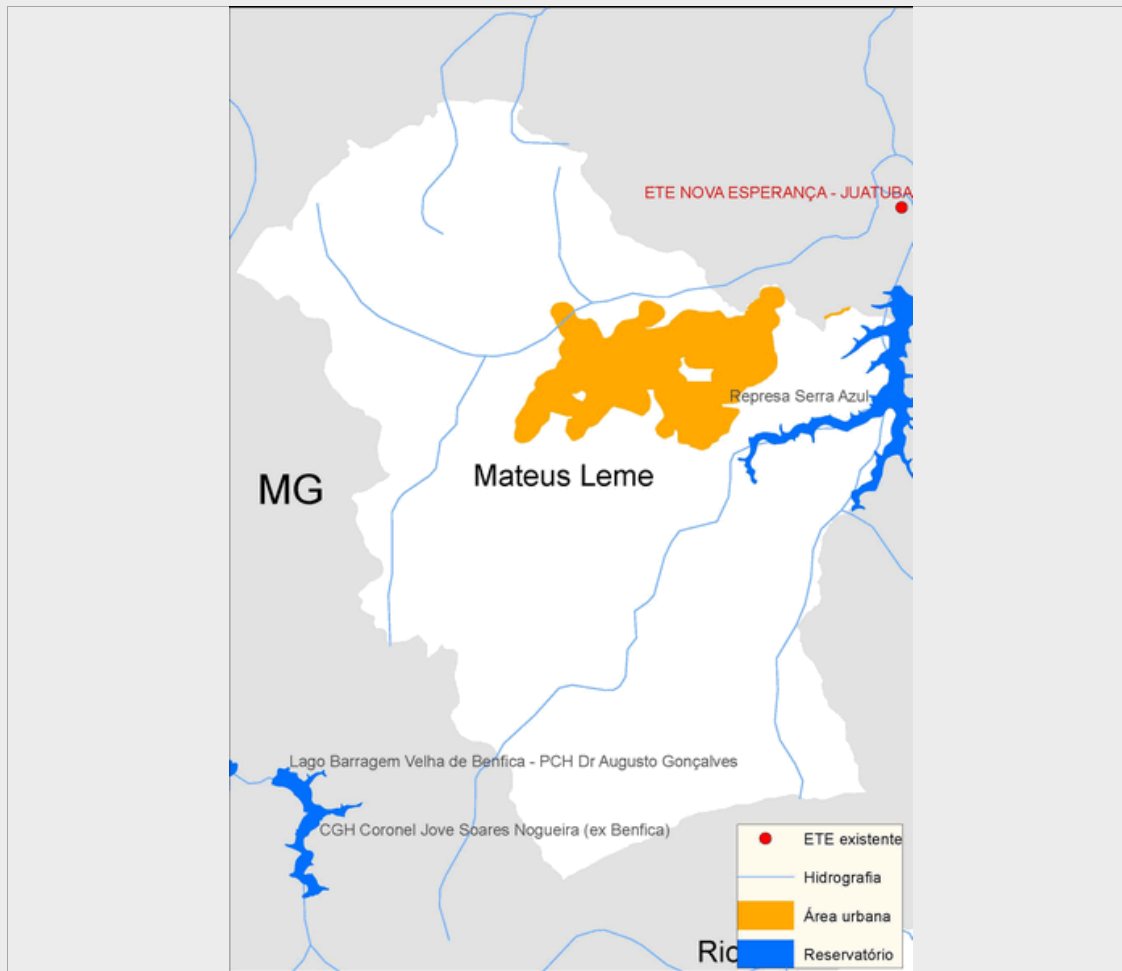 ETE NOVA ESPERANÇA - JUATUBA
Represa Serra Azul
Mateus Leme
MG
Lago Barragem Velha de Benfica - PCH Dr Augusto Gonçalves
CGH Coronel Jove Soares Nogueira (ex Benfica)
ETE existente
Hidrografia
Área urbana
Reservatório